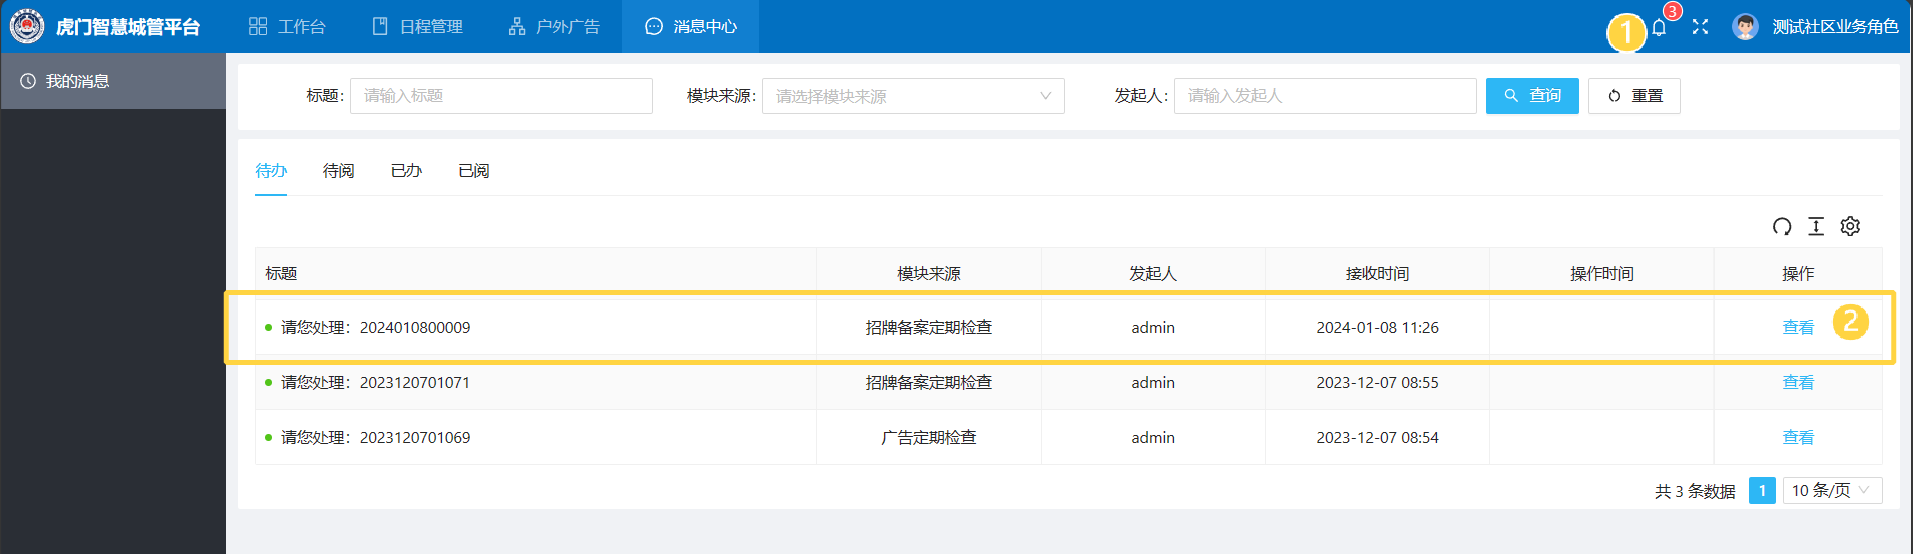 虎门智慧城管平台 工作台 日程管理 户外广告 消息中心 1 3 测试社区业务角色
我的消息
标题: 请输入标题 模块来源: 请选择模块来源 发起人: 请输入发起人 查询 重置
待办 待阅 已办 已阅
标题 模块来源 发起人 接收时间 操作时间 操作
请您处理：2024010800009 招牌备案定期检查 admin 2024-01-08 11:26 查看 2
请您处理：2023120701071 招牌备案定期检查 admin 2023-12-07 08:55 查看
请您处理：2023120701069 广告定期检查 admin 2023-12-07 08:54 查看
共 3 条数据 1 10 条/页